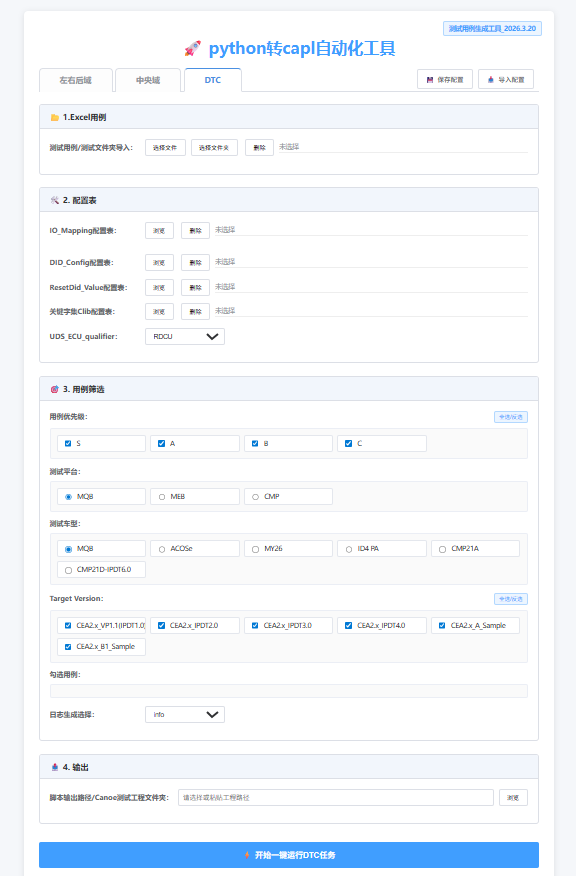 测试用例生成工具_2026.3.20
python转capl自动化工具
左右后域 中央域 DTC 保存配置 导入配置
1.Excel用例
测试用例/测试文件夹导入: 选择文件 选择文件夹 删除 未选择
2. 配置表
IO_Mapping配置表: 浏览 删除 未选择
DID_Config配置表: 浏览 删除 未选择
ResetDid_Value配置表: 浏览 删除 未选择
关键字集Clib配置表: 浏览 删除 未选择
UDS_ECU_qualifier: RDCU
3. 用例筛选
用例优先级: 全选/反选
S A B C
测试平台:
MQB MEB CMP
测试车型:
MQB ACOSe MY26 ID4 PA CMP21A
CMP21D-IPDT6.0
Target Version: 全选/反选
CEA2.x_VP1.1(IPDT1.0) CEA2.x_IPDT2.0 CEA2.x_IPDT3.0 CEA2.x_IPDT4.0 CEA2.x_A_Sample
CEA2.x_B1_Sample
勾选用例:
日志生成选择: info
4. 输出
脚本输出路径/Canoe测试工程文件夹: 请选择或粘贴工程路径 浏览
开始一键运行DTC任务